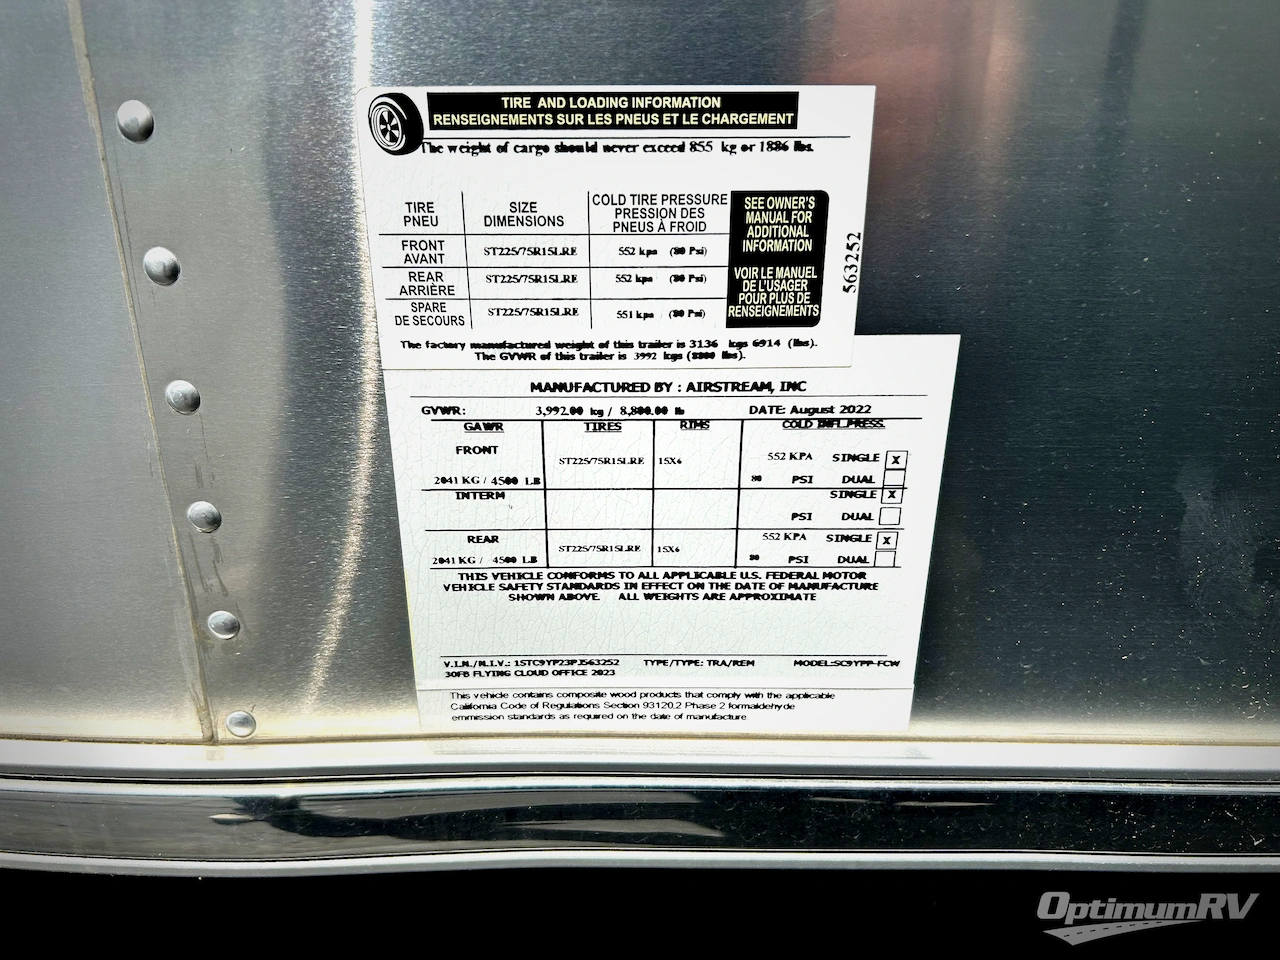 TIRE AND LOADING INFORMATION
RENSEIGNEMENTS SUR LES PNEUS ET LE CHARGEMENT
The weight of cargo should never exceed 855 kg or 1886 lbs.
TIRE PNEU SIZE DIMENSIONS COLD TIRE PRESSURE PRESSION DES PNEUS À FROID
FRONT AVANT ST225/75R15LRE 552 kpa (80 Psi)
REAR ARRIÈRE ST225/75R15LRE 552 kpa (80 Psi)
SPARE DE SECOURS ST225/75R15LRE 551 kpa (80 Psi)
SEE OWNER'S
MANUAL FOR
ADDITIONAL
INFORMATION
VOIR LE MANUEL
DE L'USAGER
POUR PLUS DE
RENSEIGNEMENTS
563252
The factory manufactured weight of this trailer is 3136 kgs 6914 (lbs).
The GVWR of this trailer is 3992 kgs (8800 lbs).
MANUFACTURED BY : AIRSTREAM, INC
GVWR: 3,992.00 kg / 8,800.00 lb DATE: August 2022
GAWR TIRES RIMS COLD INFL.PRESS.
FRONT
ST225/75R15LRE 15X6 552 KPA SINGLE X
2041 KG / 4500 LB 80 PSI DUAL
INTERM SINGLE X
PSI DUAL
REAR 552 KPA SINGLE X
ST225/75R15LRE 15X6
2041 KG / 4500 LB 80 PSI DUAL
THIS VEHICLE CONFORMS TO ALL APPLICABLE U.S. FEDERAL MOTOR
VEHICLE SAFETY STANDARDS IN EFFECT ON THE DATE OF MANUFACTURE
SHOWN ABOVE. ALL WEIGHTS ARE APPROXIMATE
V.I.N./N.I.V.: 1STC9YP23PJ563252 TYPE/TYPE: TRA/REM MODEL:SC9YPP-FCW
30FB FLYING CLOUD OFFICE 2023
This vehicle contains composite wood products that comply with the applicable
California Code of Regulations Section 93120.2 Phase 2 formaldehyde
emmission standards as required on the date of manufacture
OptimumRV